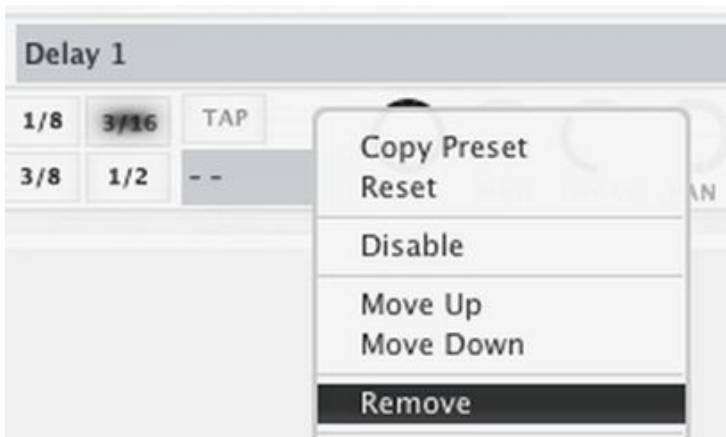 Delay 1
1/8 3/16 TAP
3/8 1/2 - -
Copy Preset
Reset
Disable
Move Up
Move Down
Remove